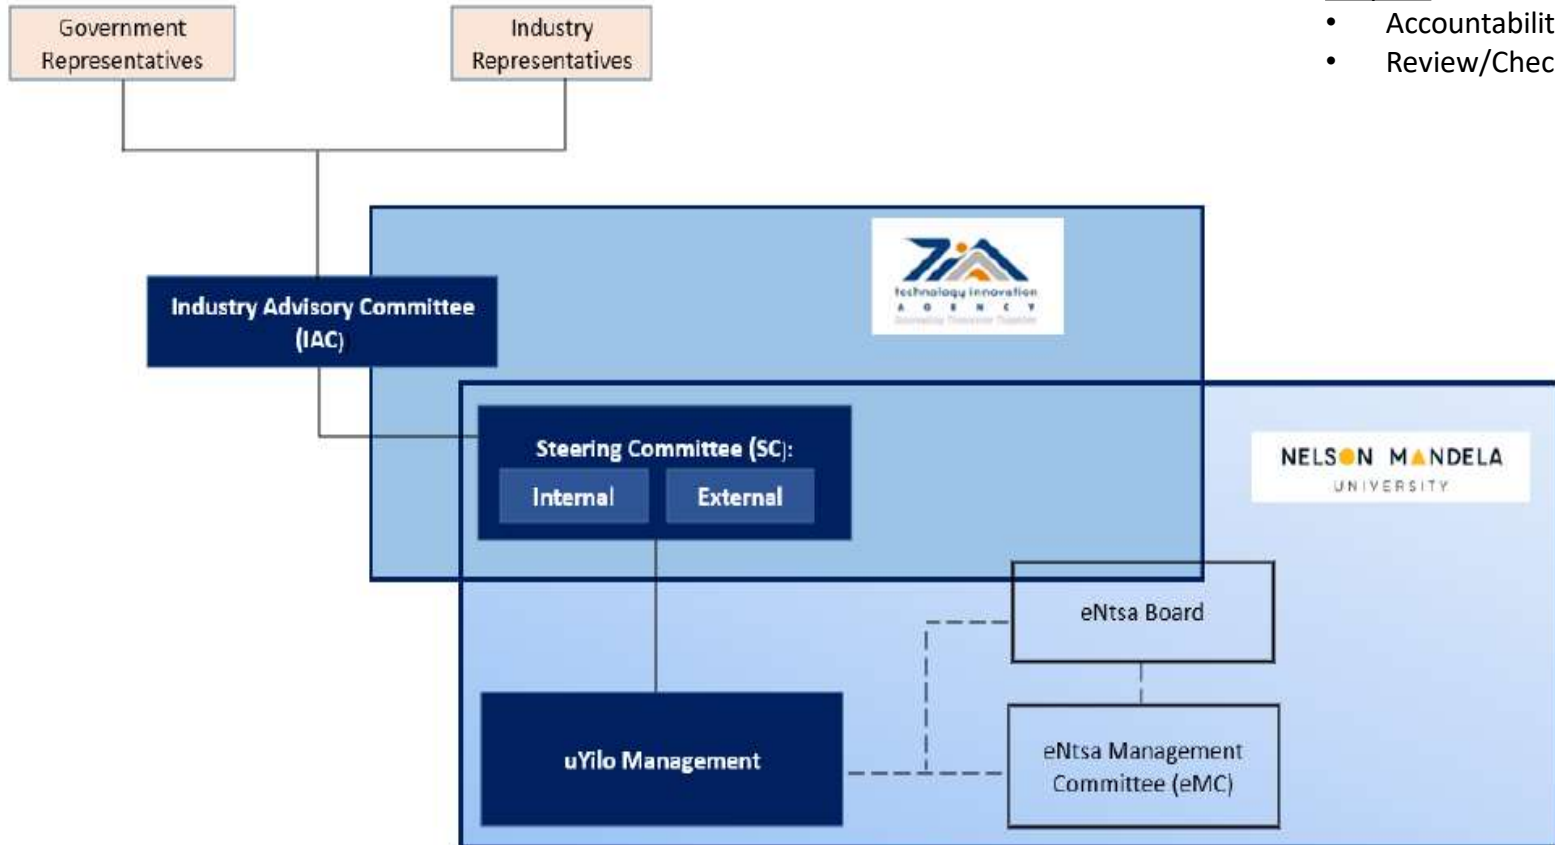 Government
Representatives
Industry
Representatives
• Accountabilit
• Review/Chec
technology innovation
A G E N C Y
Industry Advisory Committee
(IAC)
Steering Committee (SC):
Internal
External
NELSON MANDELA
UNIVERSITY
eNtsa Board
uYilo Management
eNtsa Management
Committee (eMC)